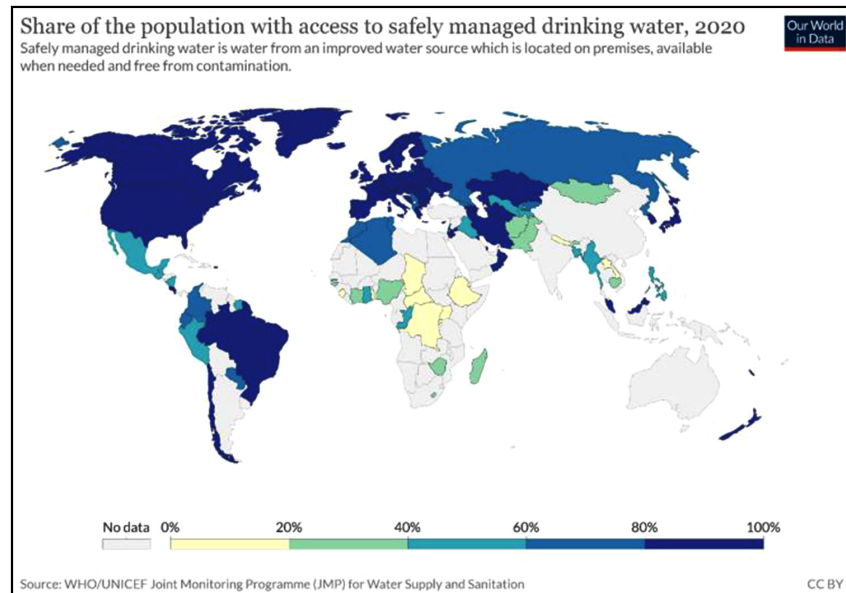 Share of the population with access to safely managed drinking water, 2020
Our World
in Data
Safely managed drinking water is water from an improved water source which is located on premises, available
when needed and free from contamination.
No data 0% 20% 40% 60% 80% 100%
Source: WHO/UNICEF Joint Monitoring Programme (JMP) for Water Supply and Sanitation CC BY